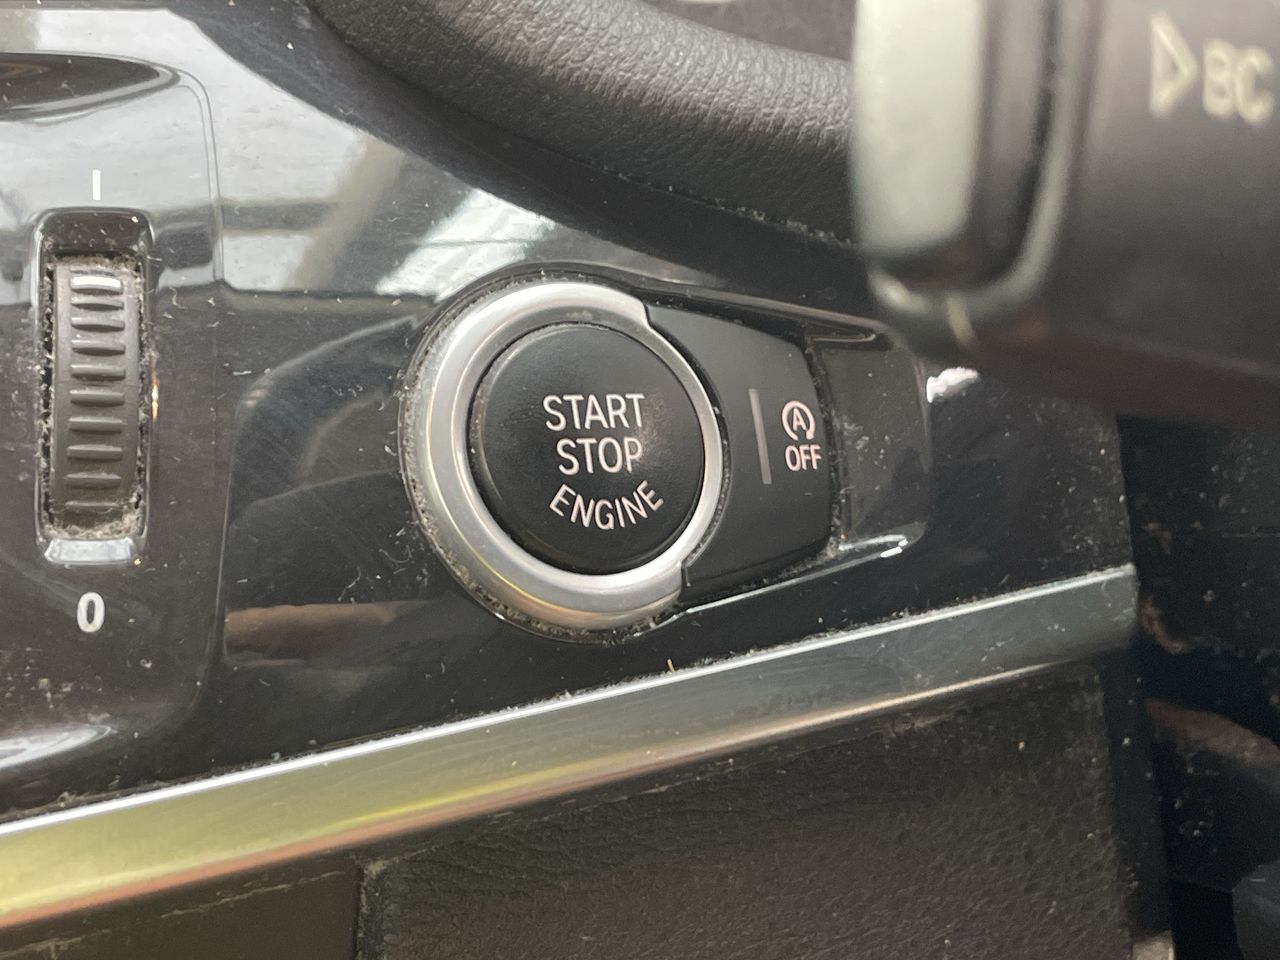 BC
I
START
STOP
ENGINE
A
OFF
0